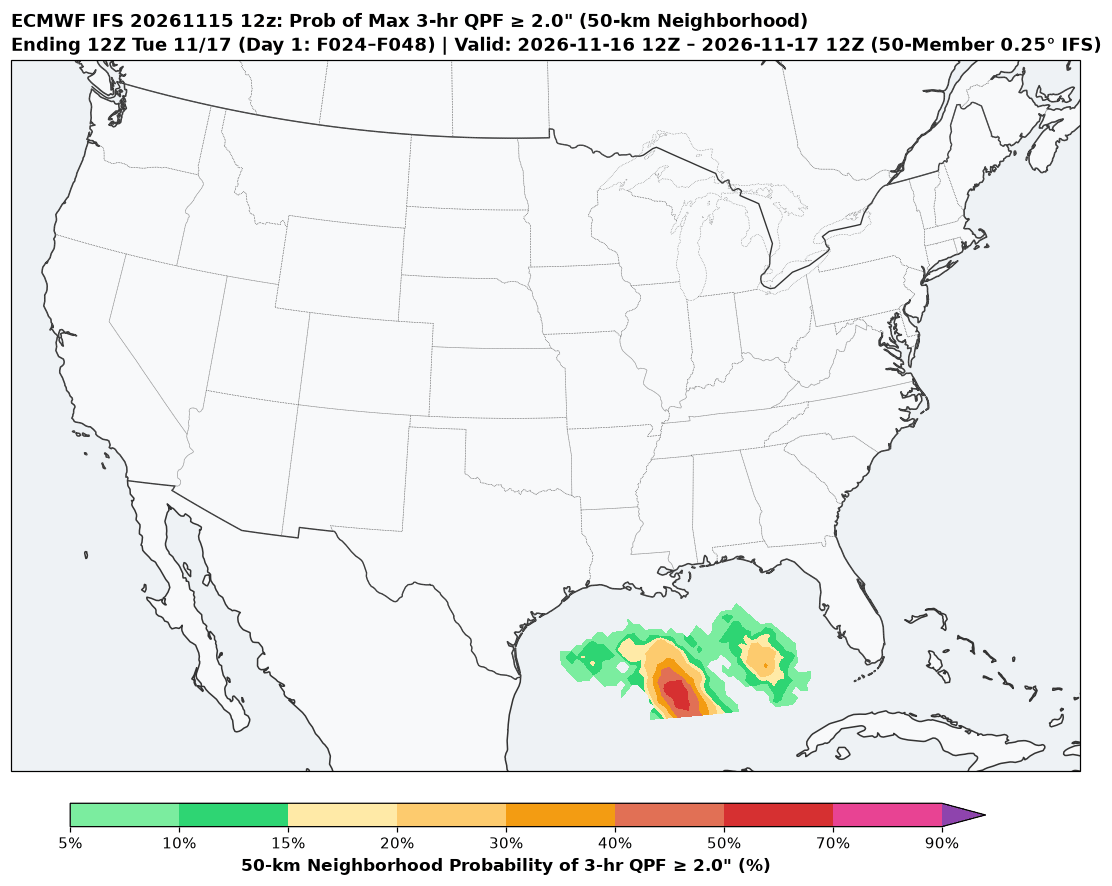 ECMWF IFS 20261115 12z: Prob of Max 3-hr QPF ≥ 2.0" (50-km Neighborhood)
Ending 12Z Tue 11/17 (Day 1: F024–F048) | Valid: 2026-11-16 12Z – 2026-11-17 12Z (50-Member 0.25° IFS)
5% 10% 15% 20% 30% 40% 50% 70% 90%
50-km Neighborhood Probability of 3-hr QPF ≥ 2.0" (%)